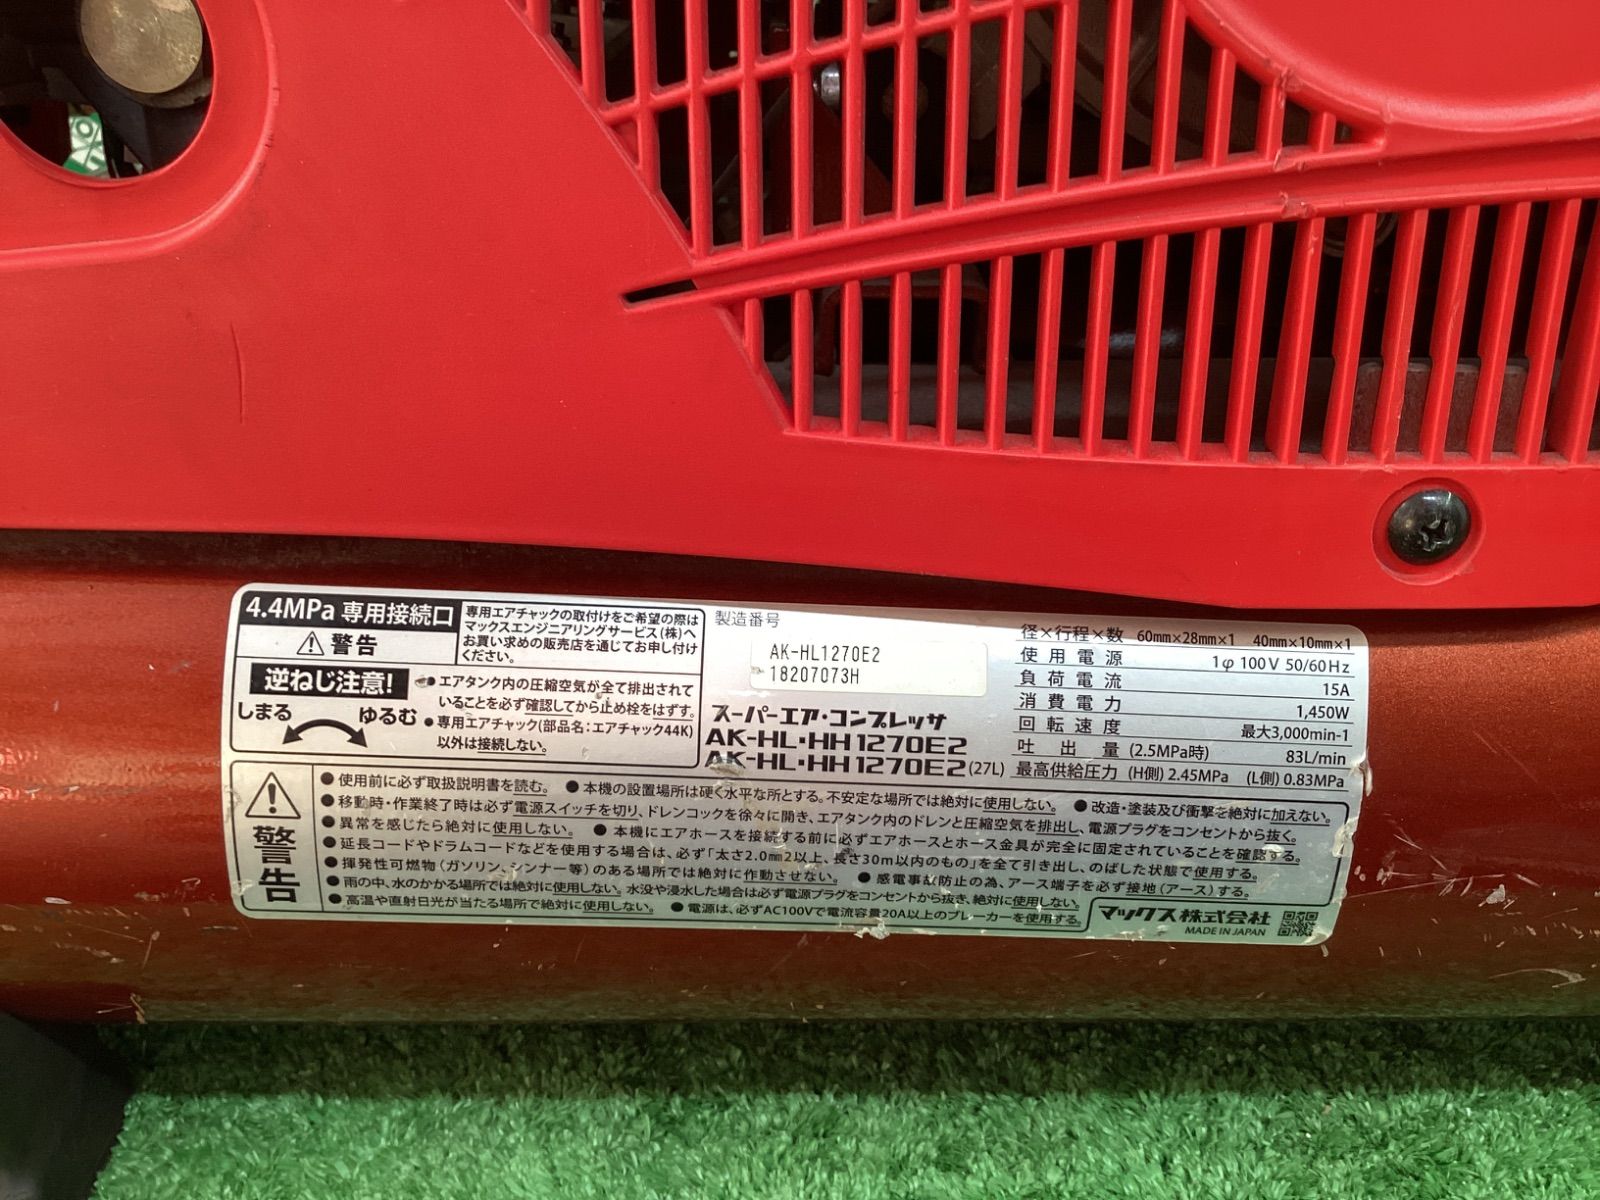 4.4MPa 専用接続口
警告
専用エアチャックの取付けをご希望の際は
マックスエンジニアリングサービス(株)へ
お買い求めの販売店を通じてお申し付け
ください。
逆ねじ注意!
しまる ゆるむ
● エアタンク内の圧縮空気が全て排出されて
いることを必ず確認してから止め栓をはずす。
● 専用エアチャック(部品名：エアチャック44K)
以外は接続しない。
製造番号
AK-HL1270E2
18207073H
スーパーエア・コンプレッサ
AK-HL・HH1270E2
AK-HL・HH1270E2(27L)
径×行程×数 60mm×28mm×1 40mm×10mm×1
使用電源 1φ 100V 50/60Hz
負荷電流 15A
消費電力 1,450W
回転速度 最大3,000min-1
吐出量 (2.5MPa時) 83L/min
最高供給圧力 (H側) 2.45MPa (L側) 0.83MPa
警告
● 使用前に必ず取扱説明書を読む。 ● 本機の設置場所は硬く水平な所とする。不安定な場所では絶対に使用しない。 ● 改造・塗装及び衝撃を絶対に加えない。
● 移動時・作業終了時は必ず電源スイッチを切り、ドレンコックを徐々に開き、エアタンク内のドレンと圧縮空気を排出し、電源プラグをコンセントから抜く。
● 異常を感じたら絶対に使用しない。 ● 本機にエアホースを接続する前に必ずエアホースとホース金具が完全に固定されていることを確認する。
● 延長コードやドラムコードなどを使用する場合は、必ず「太さ2.0mm2以上、長さ30m以内のもの」を全て引き出し、のばした状態で使用する。
● 揮発性可燃物(ガソリン、シンナー等)のある場所では絶対に作動させない。 ● 感電事故防止の為、アース端子を必ず接地(アース)する。
● 雨の中、水のかかる場所では絶対に使用しない。水没や浸水した場合は必ず電源プラグをコンセントから抜き、絶対に使用しない。
● 高温や直射日光が当たる場所で絶対に使用しない。 ● 電源は、必ずAC100Vで電流容量20A以上のブレーカーを使用する。
マックス株式会社
MADE IN JAPAN